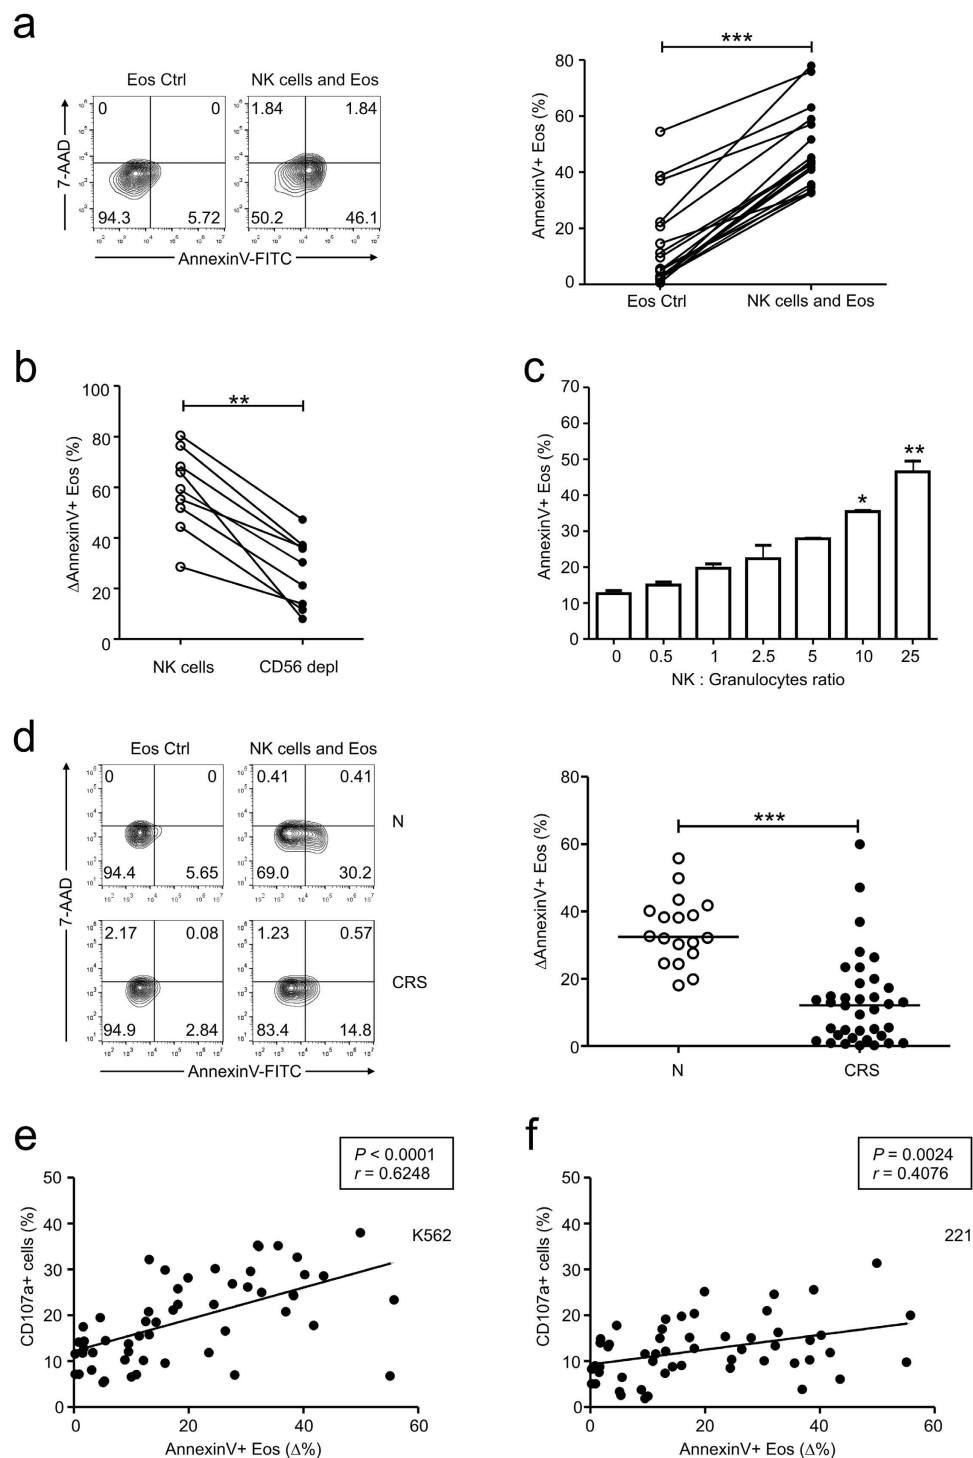 a
Eos Ctrl
NK cells and Eos
0 0
1.84 1.84
94.3 5.72
50.2 46.1
7-AAD
AnnexinV-FITC
***
80
60
40
20
0
AnnexinV+ Eos (%)
Eos Ctrl
NK cells and Eos
b
**
100
80
60
40
20
0
ΔAnnexinV+ Eos (%)
NK cells
CD56 depl
c
70
60
50
40
30
20
10
0
AnnexinV+ Eos (%)
*
**
0 0.5 1 2.5 5 10 25
NK : Granulocytes ratio
d
Eos Ctrl
NK cells and Eos
0 0
0.41 0.41
N
94.4 5.65
69.0 30.2
2.17 0.08
1.23 0.57
CRS
94.9 2.84
83.4 14.8
7-AAD
AnnexinV-FITC
***
80
60
40
20
0
ΔAnnexinV+ Eos (%)
N
CRS
e
P < 0.0001
r = 0.6248
K562
50
40
30
20
10
0
CD107a+ cells (%)
0 20 40 60
AnnexinV+ Eos (Δ%)
f
P = 0.0024
r = 0.4076
221
50
40
30
20
10
0
CD107a+ cells (%)
0 20 40 60
AnnexinV+ Eos (Δ%)